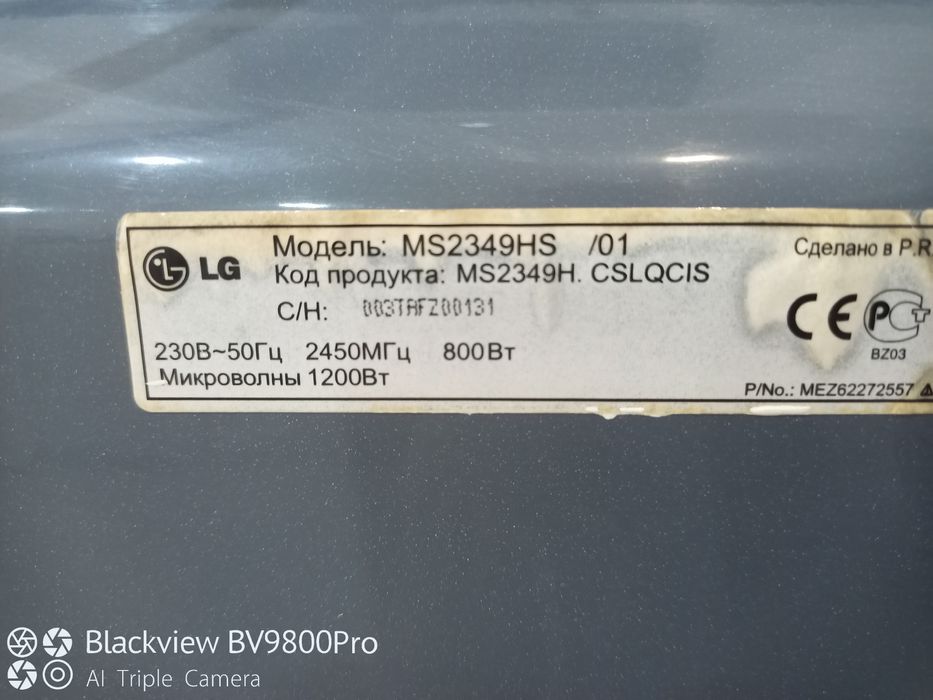 LG
Модель: MS2349HS /01
Код продукта: MS2349H. CSLQCIS
С/Н: 003TAFZ00131
Сделано в P.R.
CE PCT
BZ03
230В~50Гц 2450МГц 800Вт
Микроволны 1200Вт
P/No.: MEZ62272557
Blackview BV9800Pro
AI Triple Camera